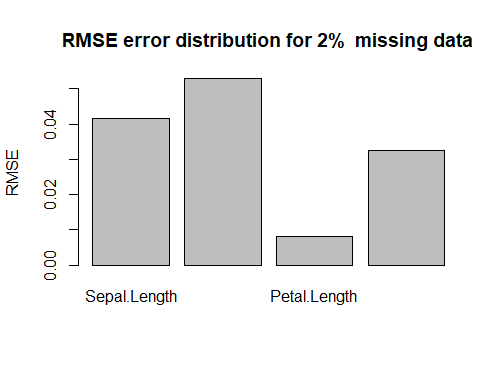 RMSE error distribution for 2%  missing data
RMSE
0.04
0.02
0.00
Sepal.Length
Petal.Length